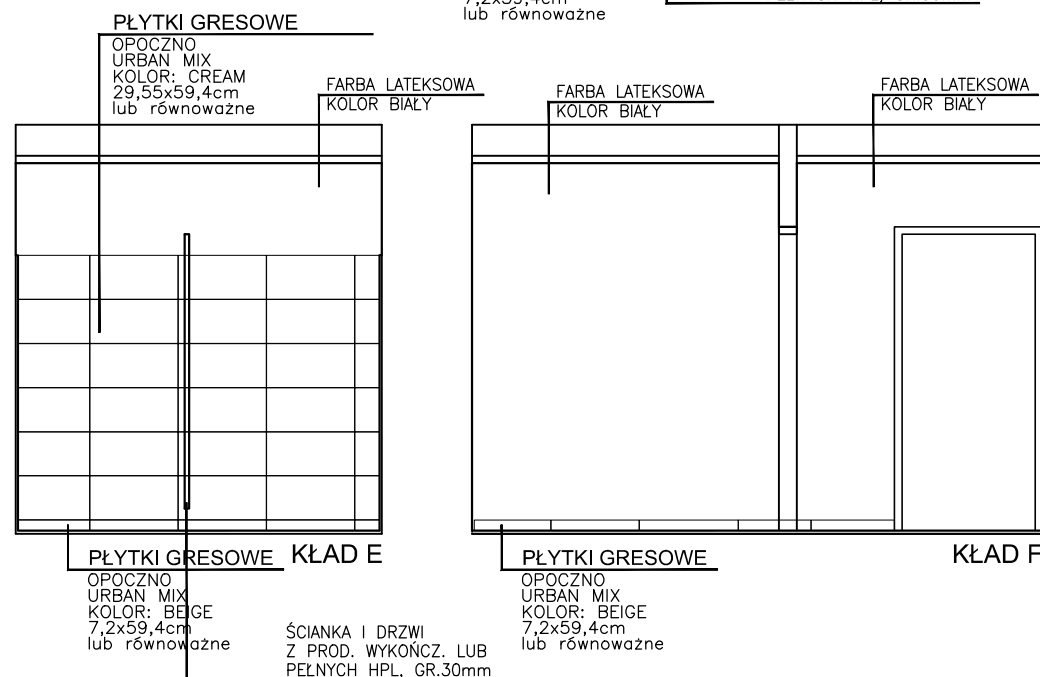 7,2x59,4cm
lub równoważne
PŁYTKI GRESOWE
OPOCZNO
URBAN MIX
KOLOR: CREAM
29,55x59,4cm
lub równoważne
FARBA LATEKSOWA
KOLOR BIAŁY
FARBA LATEKSOWA
KOLOR BIAŁY
FARBA LATEKSOWA
KOLOR BIAŁY
PŁYTKI GRESOWE
OPOCZNO
URBAN MIX
KOLOR: BEIGE
7,2x59,4cm
lub równoważne
KŁAD E
ŚCIANKA I DRZWI
Z PROD. WYKOŃCZ. LUB
PEŁNYCH HPL, GR.30mm
PŁYTKI GRESOWE
OPOCZNO
URBAN MIX
KOLOR: BEIGE
7,2x59,4cm
lub równoważne
KŁAD F